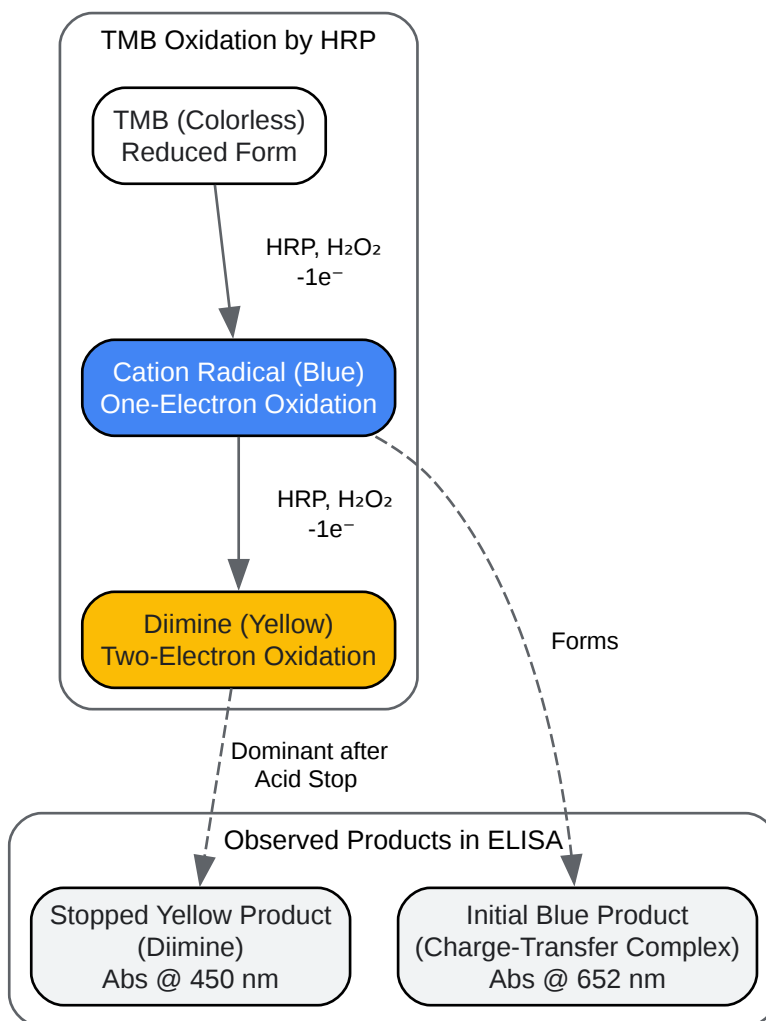 TMB Oxidation by HRP
TMB (Colorless)
Reduced Form
HRP, H₂O₂
-1e⁻
Cation Radical (Blue)
One-Electron Oxidation
HRP, H₂O₂
-1e⁻
Diimine (Yellow)
Two-Electron Oxidation
Forms
Dominant after
Acid Stop
Observed Products in ELISA
Stopped Yellow Product
(Diimine)
Abs @ 450 nm
Initial Blue Product
(Charge-Transfer Complex)
Abs @ 652 nm